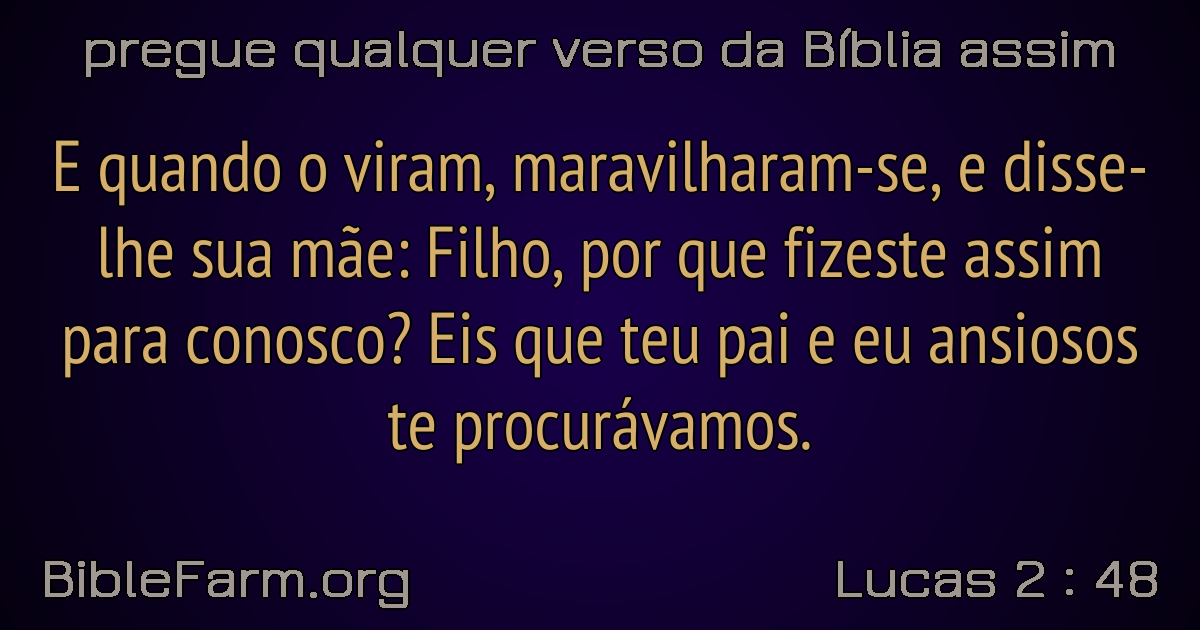 pregue qualquer verso da Bíblia assim
E quando o viram, maravilharam-se, e disse-
lhe sua mãe: Filho, por que fizeste assim
para conosco? Eis que teu pai e eu ansiosos
te procurávamos.
BibleFarm.org
Lucas 2 : 48